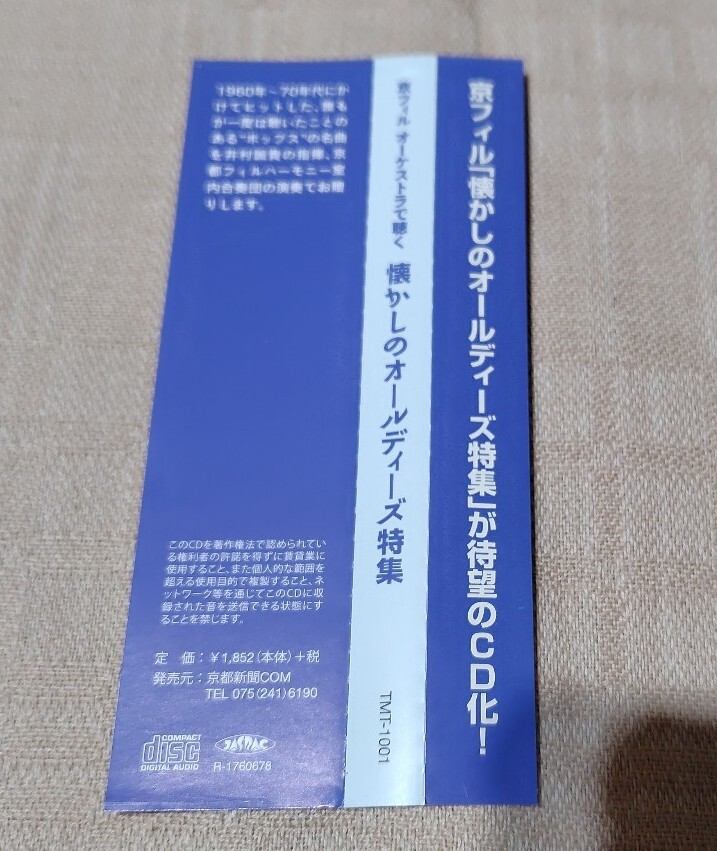 京フィル「懐かしのオールディーズ特集」が待望のCD化！
京フィル オーケストラで聴く 懐かしのオールディーズ特集
TMT-1001
1960年〜70年代にか
けてヒットした、誰も
が一度は聴いたことの
ある“ポップス”の名曲
を井村誠貴の指揮、京
都フィルハーモニー室
内合奏団の演奏でお贈
りします。
このCDを著作権法で認められてい
る権利者の許諾を得ずに賃貸業に
使用すること、また個人的な範囲を
超える使用目的で複製すること、ネ
ットワーク等を通じてこのCDに収
録された音を送信できる状態にす
ることを禁じます。
定　価：￥1,852（本体）+税
発売元：京都新聞COM
TEL 075(241)6190
COMPACT
disc
DIGITAL AUDIO
JASRAC
R-1760678